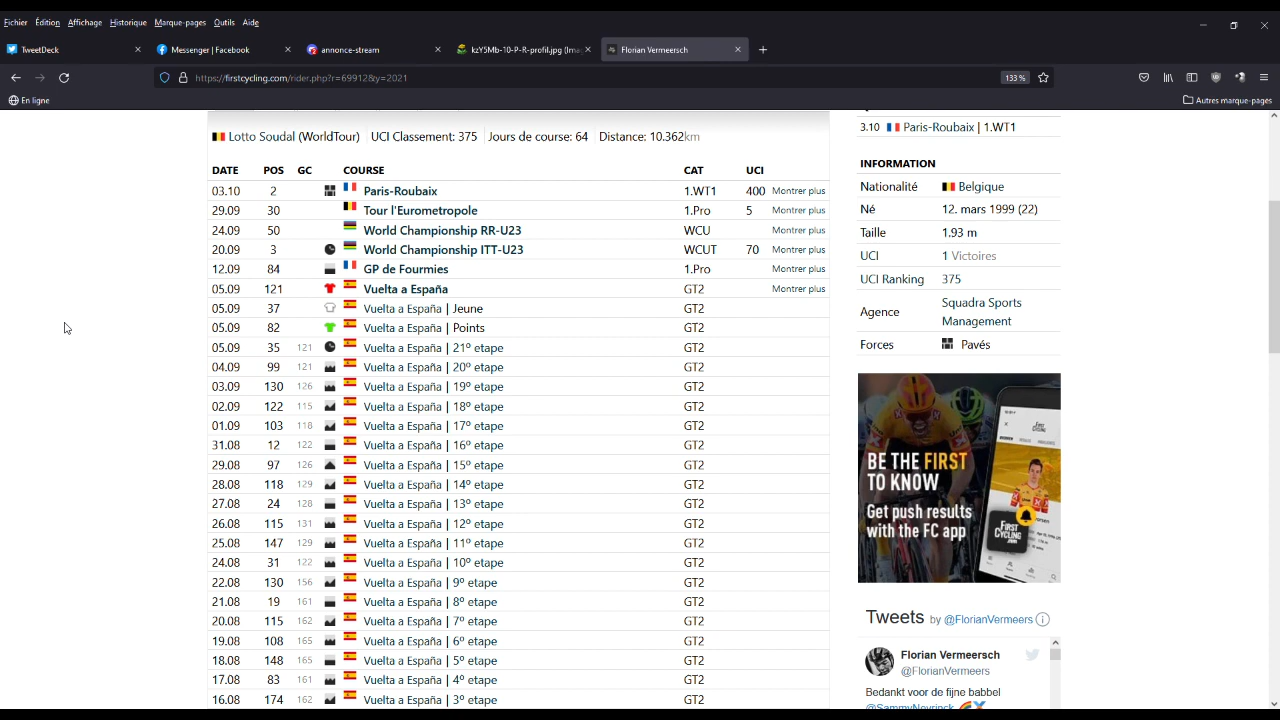 Fichier Édition Affichage Historique Marque-pages Outils Aide
TweetDeck
Messenger | Facebook
annonce-stream
kzY5Mb-10-P-R-profil.jpg (Ima
Florian Vermeersch
https://firstcycling.com/rider.php?r=69912&y=2021
133 %
En ligne
Autres marque-pages
Lotto Soudal (WorldTour) UCI Classement: 375 Jours de course: 64 Distance: 10.362km
DATE POS GC COURSE CAT UCI
03.10 2 Paris-Roubaix 1.WT1 400 Montrer plus
29.09 30 Tour l'Eurometropole 1.Pro 5 Montrer plus
24.09 50 World Championship RR-U23 WCU Montrer plus
20.09 3 World Championship ITT-U23 WCUT 70 Montrer plus
12.09 84 GP de Fourmies 1.Pro Montrer plus
05.09 121 Vuelta a España GT2 Montrer plus
05.09 37 Vuelta a España | Jeune GT2
05.09 82 Vuelta a España | Points GT2
05.09 35 121 Vuelta a España | 21º etape GT2
04.09 99 121 Vuelta a España | 20º etape GT2
03.09 130 126 Vuelta a España | 19º etape GT2
02.09 122 115 Vuelta a España | 18º etape GT2
01.09 103 118 Vuelta a España | 17º etape GT2
31.08 12 122 Vuelta a España | 16º etape GT2
29.08 97 126 Vuelta a España | 15º etape GT2
28.08 118 129 Vuelta a España | 14º etape GT2
27.08 24 128 Vuelta a España | 13º etape GT2
26.08 115 131 Vuelta a España | 12º etape GT2
25.08 147 129 Vuelta a España | 11º etape GT2
24.08 31 122 Vuelta a España | 10º etape GT2
22.08 130 156 Vuelta a España | 9º etape GT2
21.08 19 161 Vuelta a España | 8º etape GT2
20.08 115 162 Vuelta a España | 7º etape GT2
19.08 108 165 Vuelta a España | 6º etape GT2
18.08 148 165 Vuelta a España | 5º etape GT2
17.08 83 161 Vuelta a España | 4º etape GT2
16.08 174 162 Vuelta a España | 3º etape GT2
3.10 Paris-Roubaix | 1.WT1
INFORMATION
Nationalité Belgique
Né 12. mars 1999 (22)
Taille 1.93 m
UCI 1 Victoires
UCI Ranking 375
Agence Squadra Sports
Management
Forces Pavés
BE THE FIRST
TO KNOW
Get push results
with the FC app
FIRST
CYCLING
.COM
Tweets by @FlorianVermeers
Florian Vermeersch
@FlorianVermeers
Bedankt voor de fijne babbel
@SammyNeyrinck